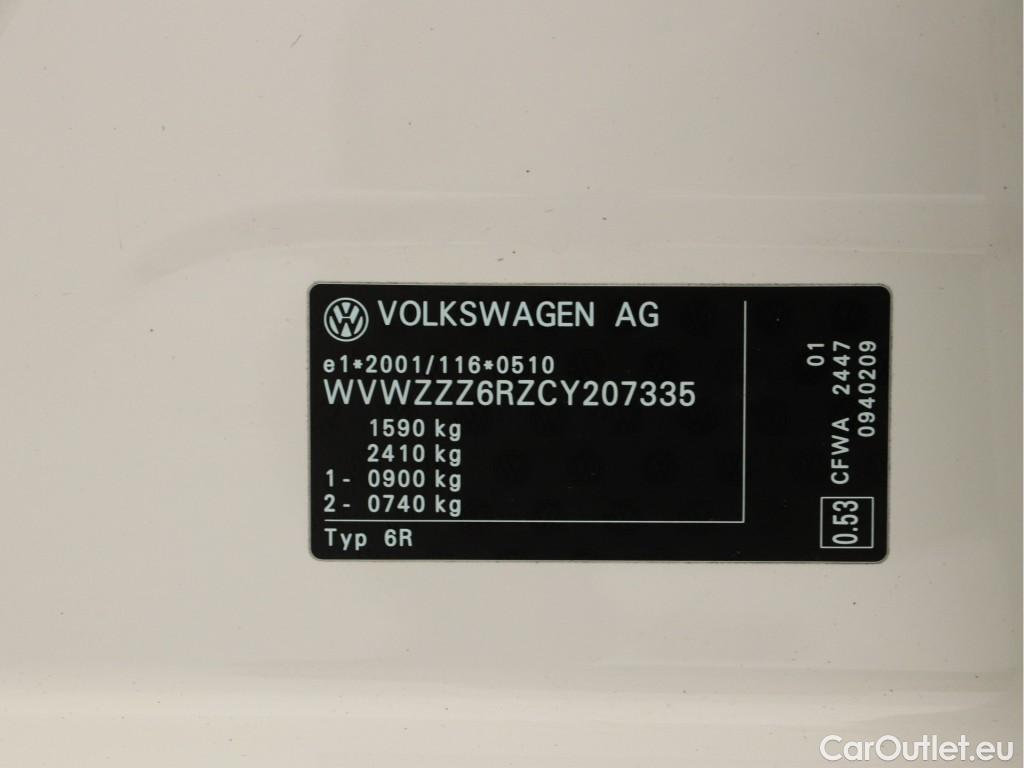 VOLKSWAGEN AG
e1*2001/116*0510
WVWZZZ6RZCY207335
1590 kg
2410 kg
1- 0900 kg
2- 0740 kg
Typ 6R
01
CFWA 2447
0940209
0.53
CarOutlet.eu